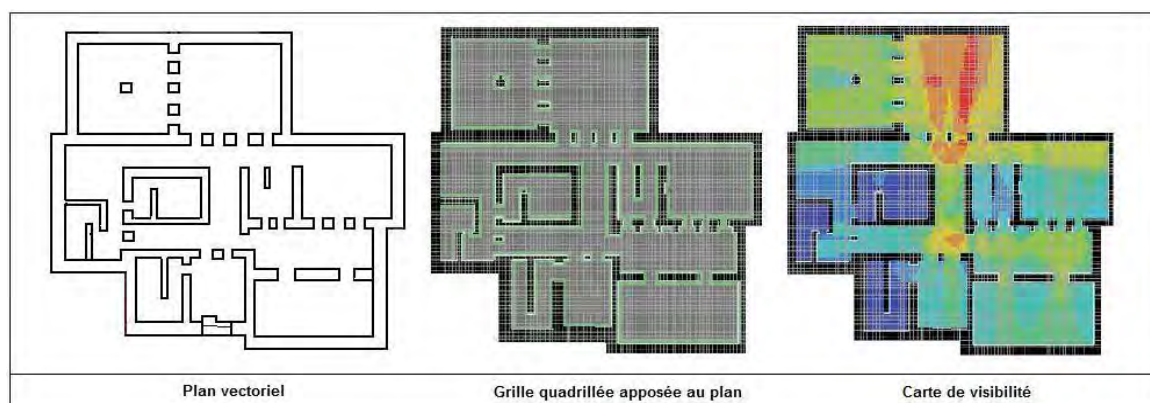 Plan vectoriel
Grille quadrillée apposée au plan
Carte de visibilité